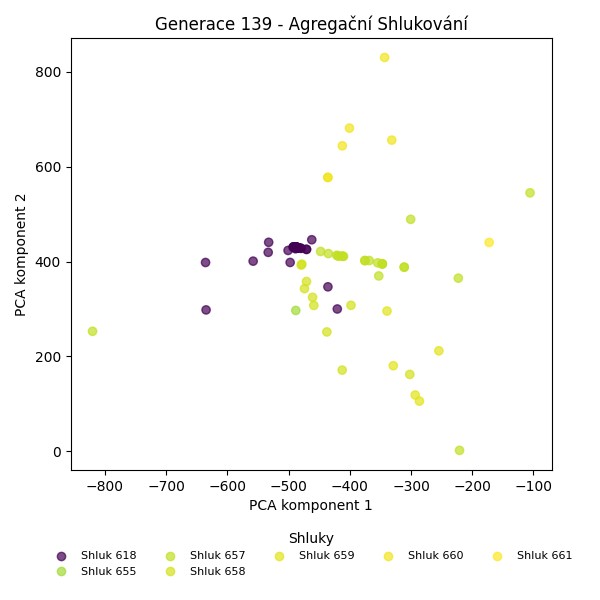 Generace 139 - Agregační Shlukování
PCA komponent 2
800
600
400
200
0
−800 −700 −600 −500 −400 −300 −200 −100
PCA komponent 1
Shluky
Shluk 618 Shluk 657 Shluk 659 Shluk 660 Shluk 661
Shluk 655 Shluk 658